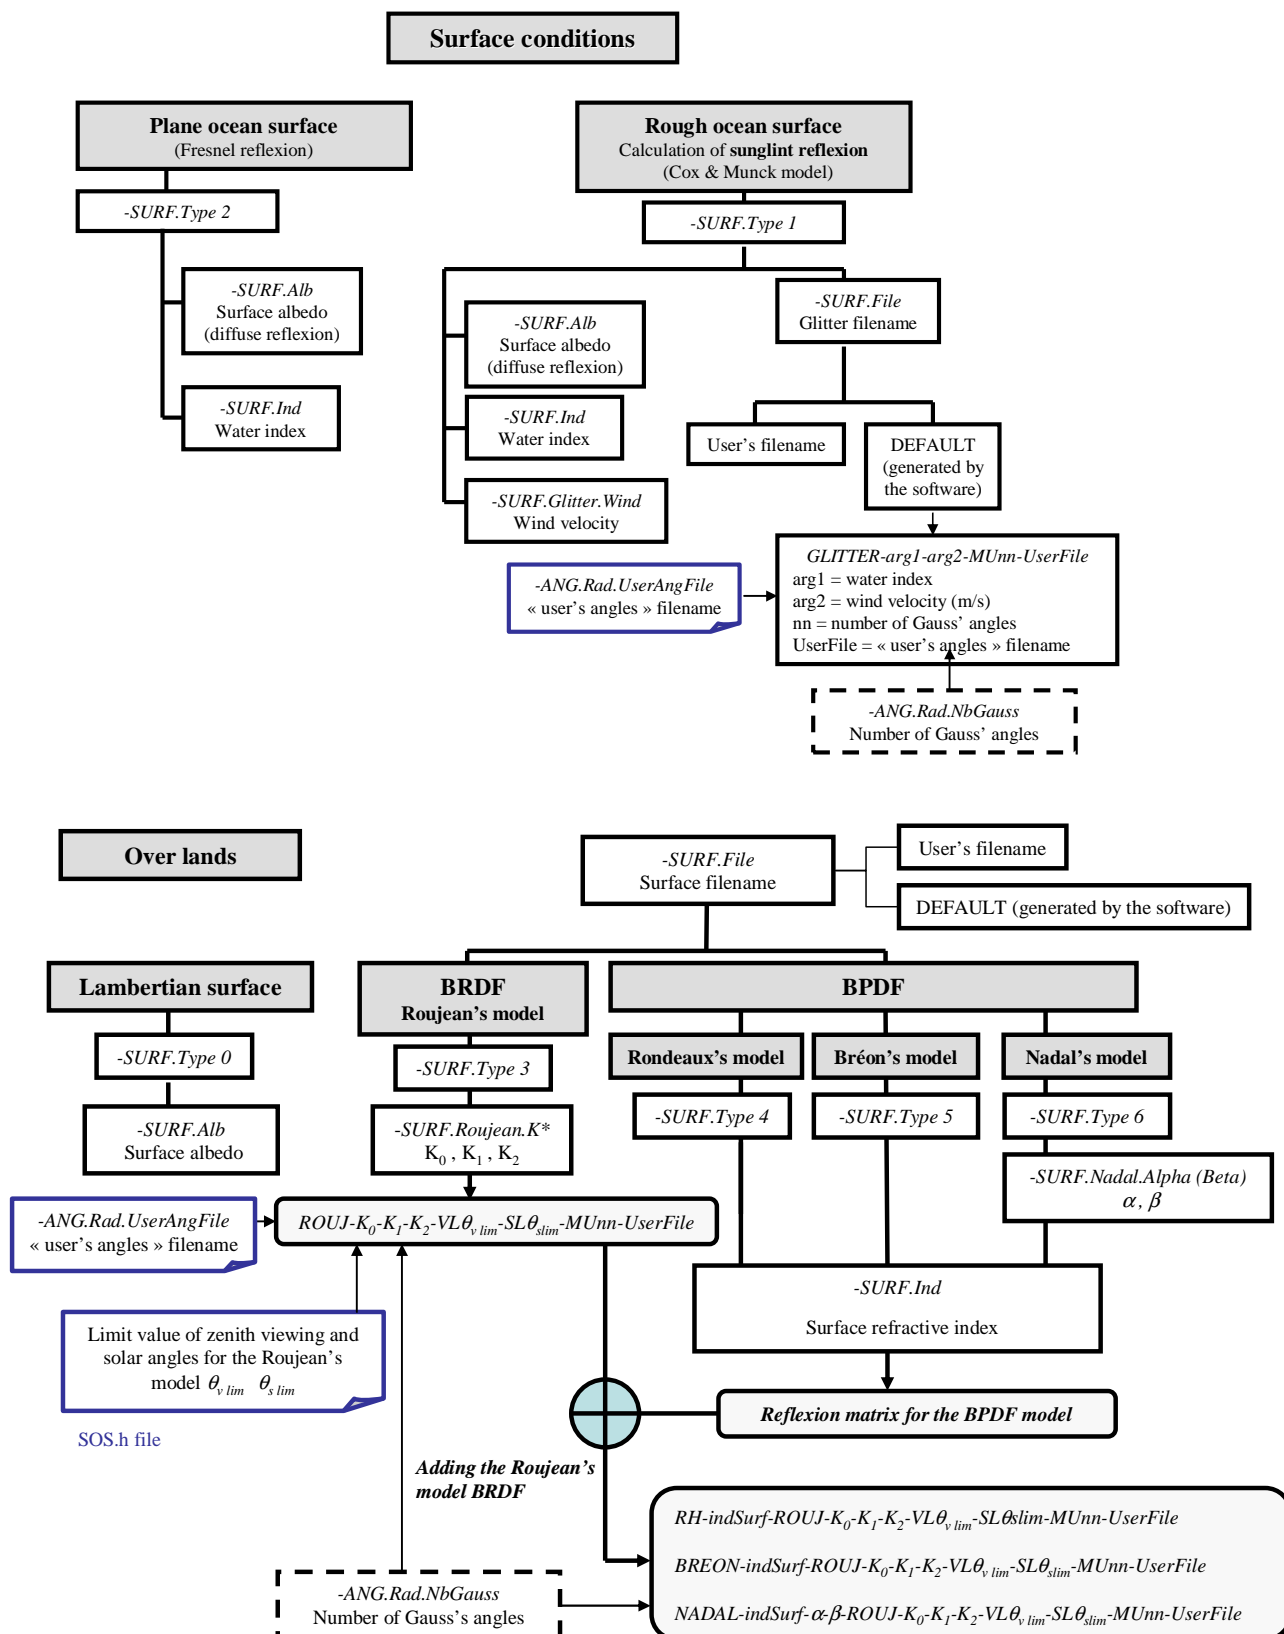 Surface conditions
Plane ocean surface
(Fresnel reflexion)
-SURF.Type 2
-SURF.Alb
Surface albedo
(diffuse reflexion)
-SURF.Ind
Water index
Rough ocean surface
Calculation of sunglint reflexion
(Cox & Munck model)
-SURF.Type 1
-SURF.Alb
Surface albedo
(diffuse reflexion)
-SURF.Ind
Water index
-SURF.Glitter.Wind
Wind velocity
-SURF.File
Glitter filename
User's filename
DEFAULT
(generated by
the software)
-ANG.Rad.UserAngFile
« user's angles » filename
GLITTER-arg1-arg2-MUnn-UserFile
arg1 = water index
arg2 = wind velocity (m/s)
nn = number of Gauss' angles
UserFile = « user's angles » filename
-ANG.Rad.NbGauss
Number of Gauss' angles
Over lands
-SURF.File
Surface filename
User's filename
DEFAULT (generated by the software)
Lambertian surface
-SURF.Type 0
-SURF.Alb
Surface albedo
BRDF
Roujean's model
-SURF.Type 3
-SURF.Roujean.K*
K0 , K1 , K2
BPDF
Rondeaux's model
Bréon's model
Nadal's model
-SURF.Type 4
-SURF.Type 5
-SURF.Type 6
-SURF.Nadal.Alpha (Beta)
α, β
-ANG.Rad.UserAngFile
« user's angles » filename
ROUJ-K0-K1-K2-VLθv lim-SLθslim-MUnn-UserFile
-SURF.Ind
Surface refractive index
Limit value of zenith viewing and
solar angles for the Roujean's
model θv lim θs lim
SOS.h file
Reflexion matrix for the BPDF model
Adding the Roujean's
model BRDF
RH-indSurf-ROUJ-K0-K1-K2-VLθv lim-SLθslim-MUnn-UserFile
BREON-indSurf-ROUJ-K0-K1-K2-VLθv lim-SLθslim-MUnn-UserFile
NADAL-indSurf-α-β-ROUJ-K0-K1-K2-VLθv lim-SLθslim-MUnn-UserFile
-ANG.Rad.NbGauss
Number of Gauss's angles